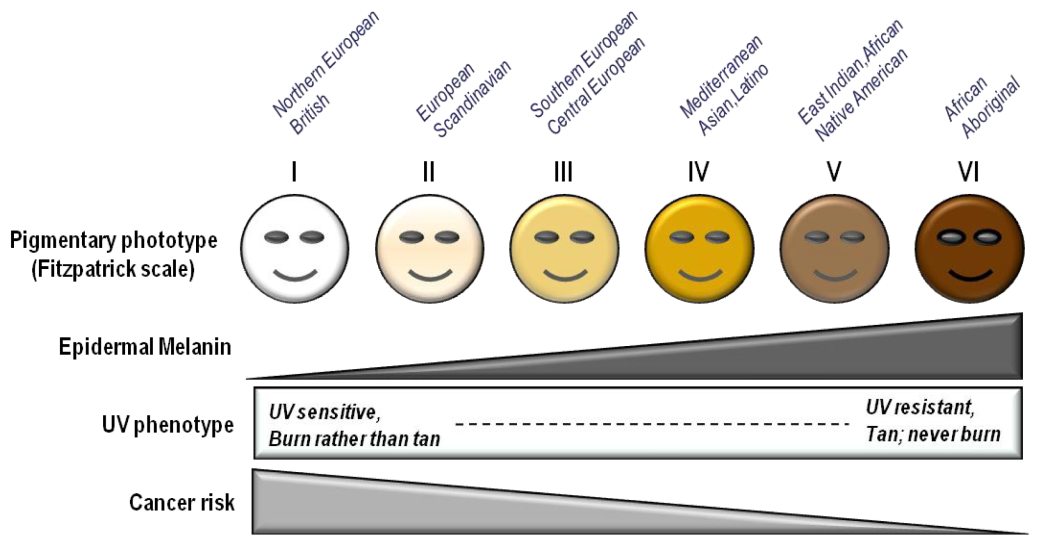 Northern European
British
European
Scandinavian
Southern European
Central European
Mediterranean
Asian,Latino
East Indian,African
Native American
African
Aboriginal
I
II
III
IV
V
VI
Pigmentary phototype
(Fitzpatrick scale)
Epidermal Melanin
UV phenotype
UV sensitive,
Burn rather than tan
UV resistant,
Tan; never burn
Cancer risk